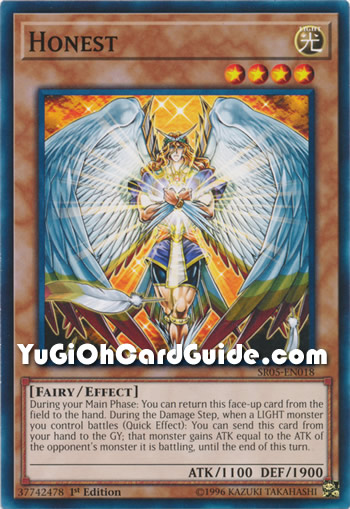 HONEST
LIGHT
光
YuGiOhCardGuide.com
SR05-EN018
[FAIRY/EFFECT]
During your Main Phase: You can return this face-up card from the
field to the hand. During the Damage Step, when a LIGHT monster
you control battles (Quick Effect): You can send this card from
your hand to the GY; that monster gains ATK equal to the ATK of
the opponent's monster it is battling, until the end of this turn.
ATK/1100 DEF/1900
37742478 1st Edition ©1996 KAZUKI TAKAHASHI